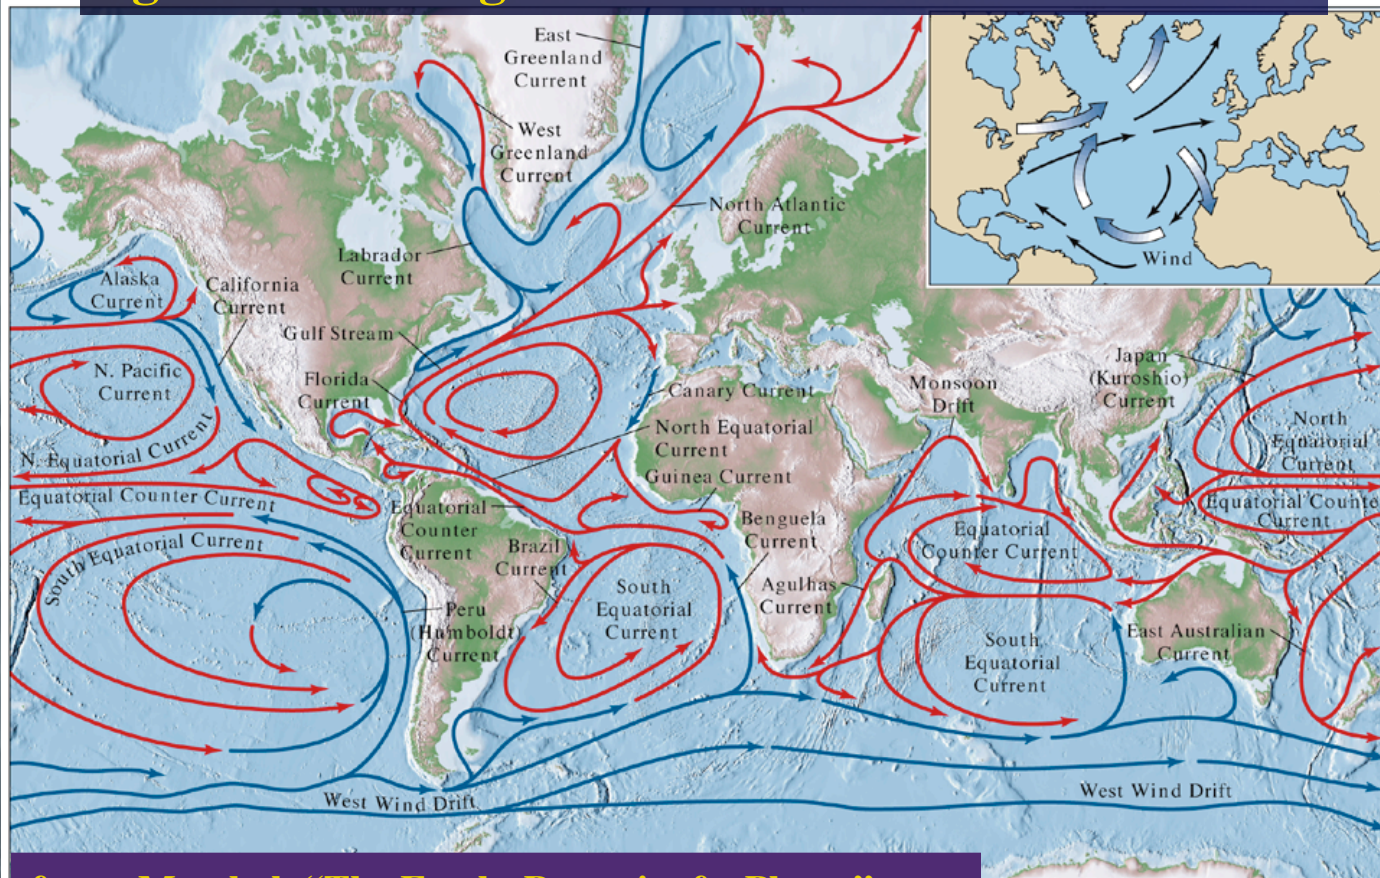 East
Greenland
Current
West
Greenland
Current
North Atlantic
Current
Labrador
Current
Alaska
Current
California
Current
Gulf Stream
Wind
N. Pacific
Current
Florida
Current
Canary Current
Monsoon
Drift
Japan
(Kuroshio)
Current
North Equatorial
Current
North
Equatorial
Current
N. Equatorial Current
Guinea Current
Equatorial Counter Current
Equatorial
Counter
Current
Equatorial Counte
Current
South Equatorial Current
Benguela
Current
Equatorial
Counter Current
Brazil
Current
South
Equatorial
Current
Agulhas
Current
Peru
(Humboldt)
Current
South
Equatorial
Current
East Australian
Current
West Wind Drift
West Wind Drift